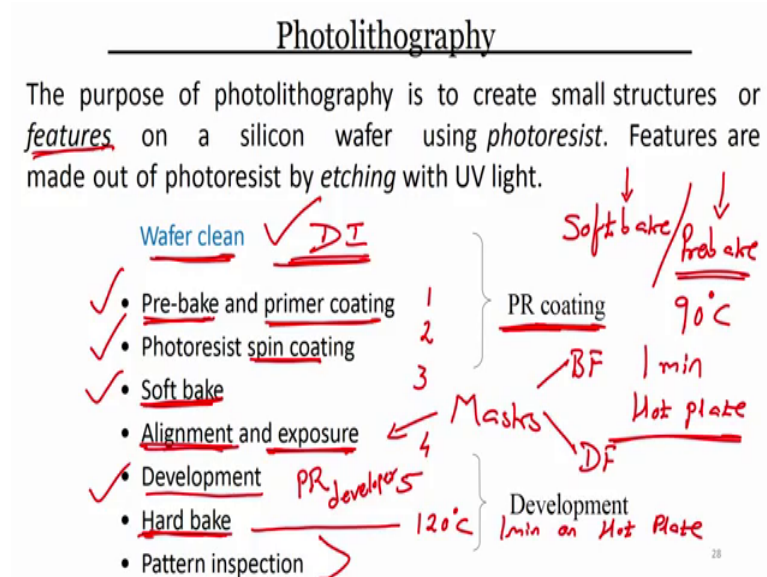 Photolithography
The purpose of photolithography is to create small structures or
features on a silicon wafer using photoresist. Features are
made out of photoresist by etching with UV light.
Wafer clean DI
Softbake/Prebake
• Pre-bake and primer coating 1
PR coating
90°C
• Photoresist spin coating 2
BF 1 min
• Soft bake 3
Masks
Hot plate
• Alignment and exposure 4
DF
• Development PR developer 5
Development
• Hard bake 120°C 1min on Hot Plate
• Pattern inspection
28